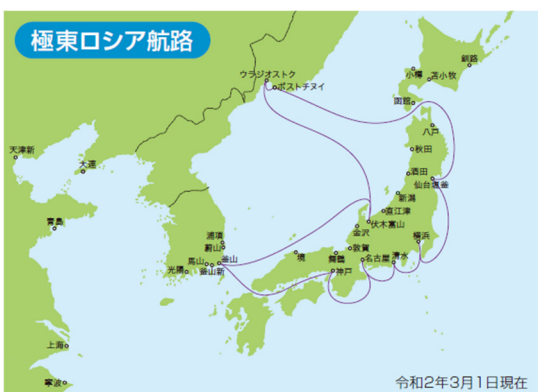 極東ロシア航路
釧路
小樽
苫小牧
ウラジオストク
ボストチヌイ
函館
八戸
天津新
秋田
大連
酒田
仙台塩釜
新潟
直江津
青島
伏木富山
浦項
金沢
横浜
蔚山
敦賀
馬山
釜山
境
舞鶴
名古屋
清水
光陽
釜山新
神戸
上海
寧波
令和2年3月1日現在